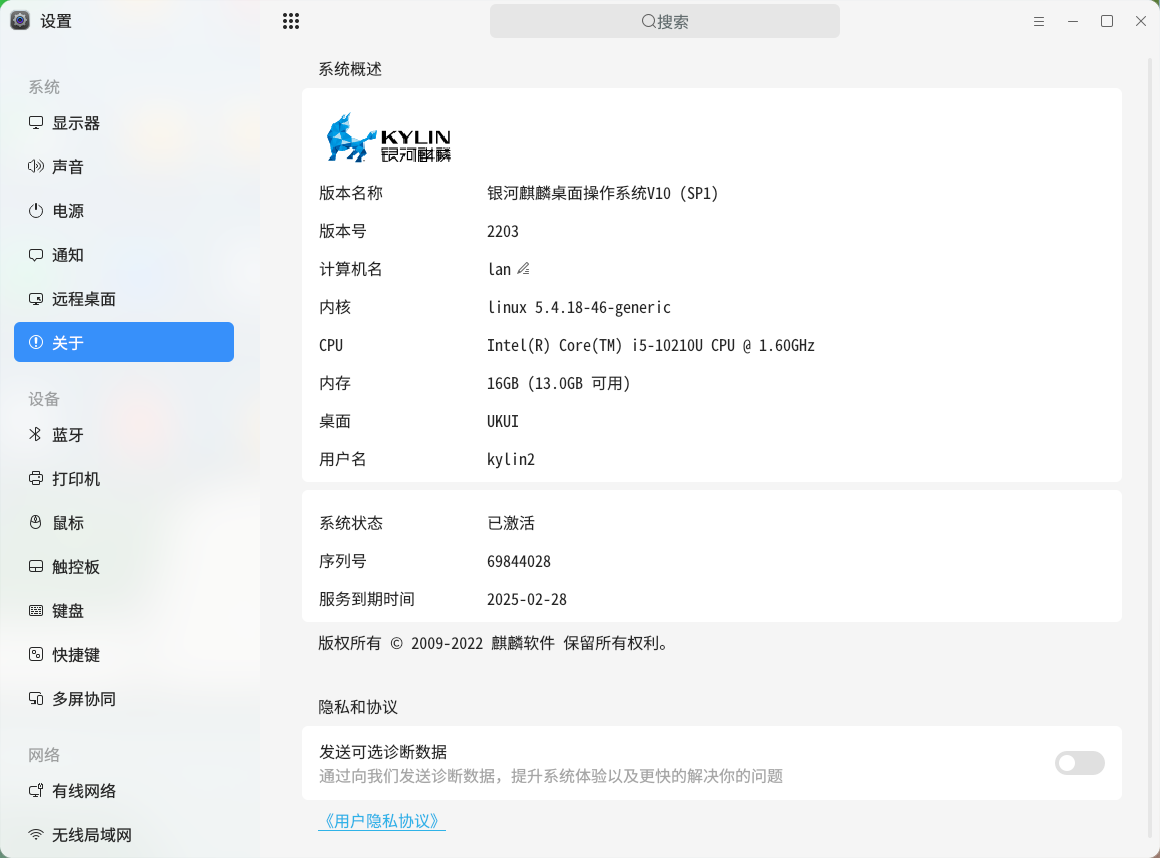 设置
搜索
系统
显示器
声音
电源
通知
远程桌面
关于
设备
蓝牙
打印机
鼠标
触控板
键盘
快捷键
多屏协同
网络
有线网络
无线局域网
系统概述
KYLIN
银河麒麟
版本名称 银河麒麟桌面操作系统V10 (SP1)
版本号 2203
计算机名 lan
内核 linux 5.4.18-46-generic
CPU Intel(R) Core(TM) i5-10210U CPU @ 1.60GHz
内存 16GB (13.0GB 可用)
桌面 UKUI
用户名 kylin2
系统状态 已激活
序列号 69844028
服务到期时间 2025-02-28
版权所有 © 2009-2022 麒麟软件 保留所有权利。
隐私和协议
发送可选诊断数据
通过向我们发送诊断数据，提升系统体验以及更快的解决你的问题
《用户隐私协议》